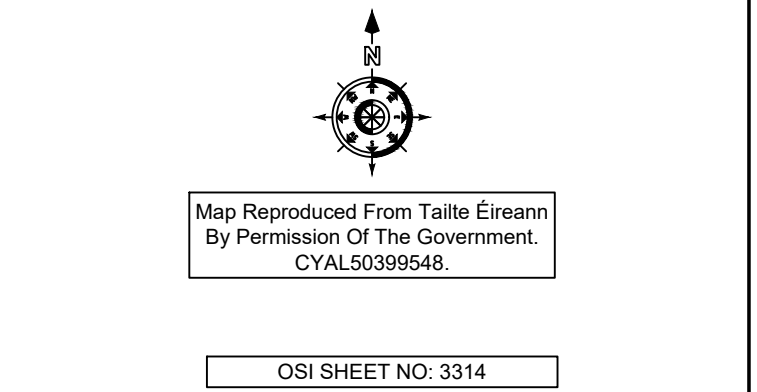 N
Map Reproduced From Tailte Éireann
By Permission Of The Government.
CYAL50399548.
OSI SHEET NO: 3314